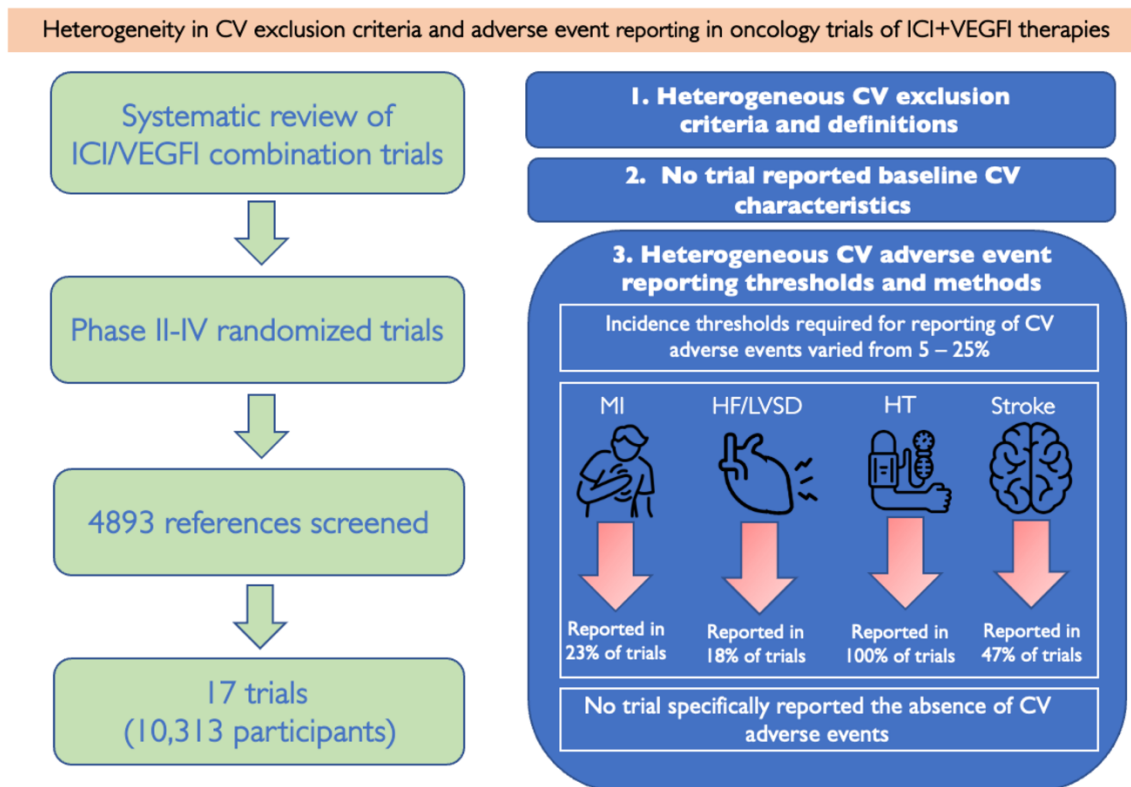 Heterogeneity in CV exclusion criteria and adverse event reporting in oncology trials of ICI+VEGFI therapies
Systematic review of
ICI/VEGFI combination trials
Phase II-IV randomized trials
4893 references screened
17 trials
(10,313 participants)
1. Heterogeneous CV exclusion
criteria and definitions
2. No trial reported baseline CV
characteristics
3. Heterogeneous CV adverse event
reporting thresholds and methods
Incidence thresholds required for reporting of CV
adverse events varied from 5 – 25%
MI
HF/LVSD
HT
Stroke
Reported in
23% of trials
Reported in
18% of trials
Reported in
100% of trials
Reported in
47% of trials
No trial specifically reported the absence of CV
adverse events